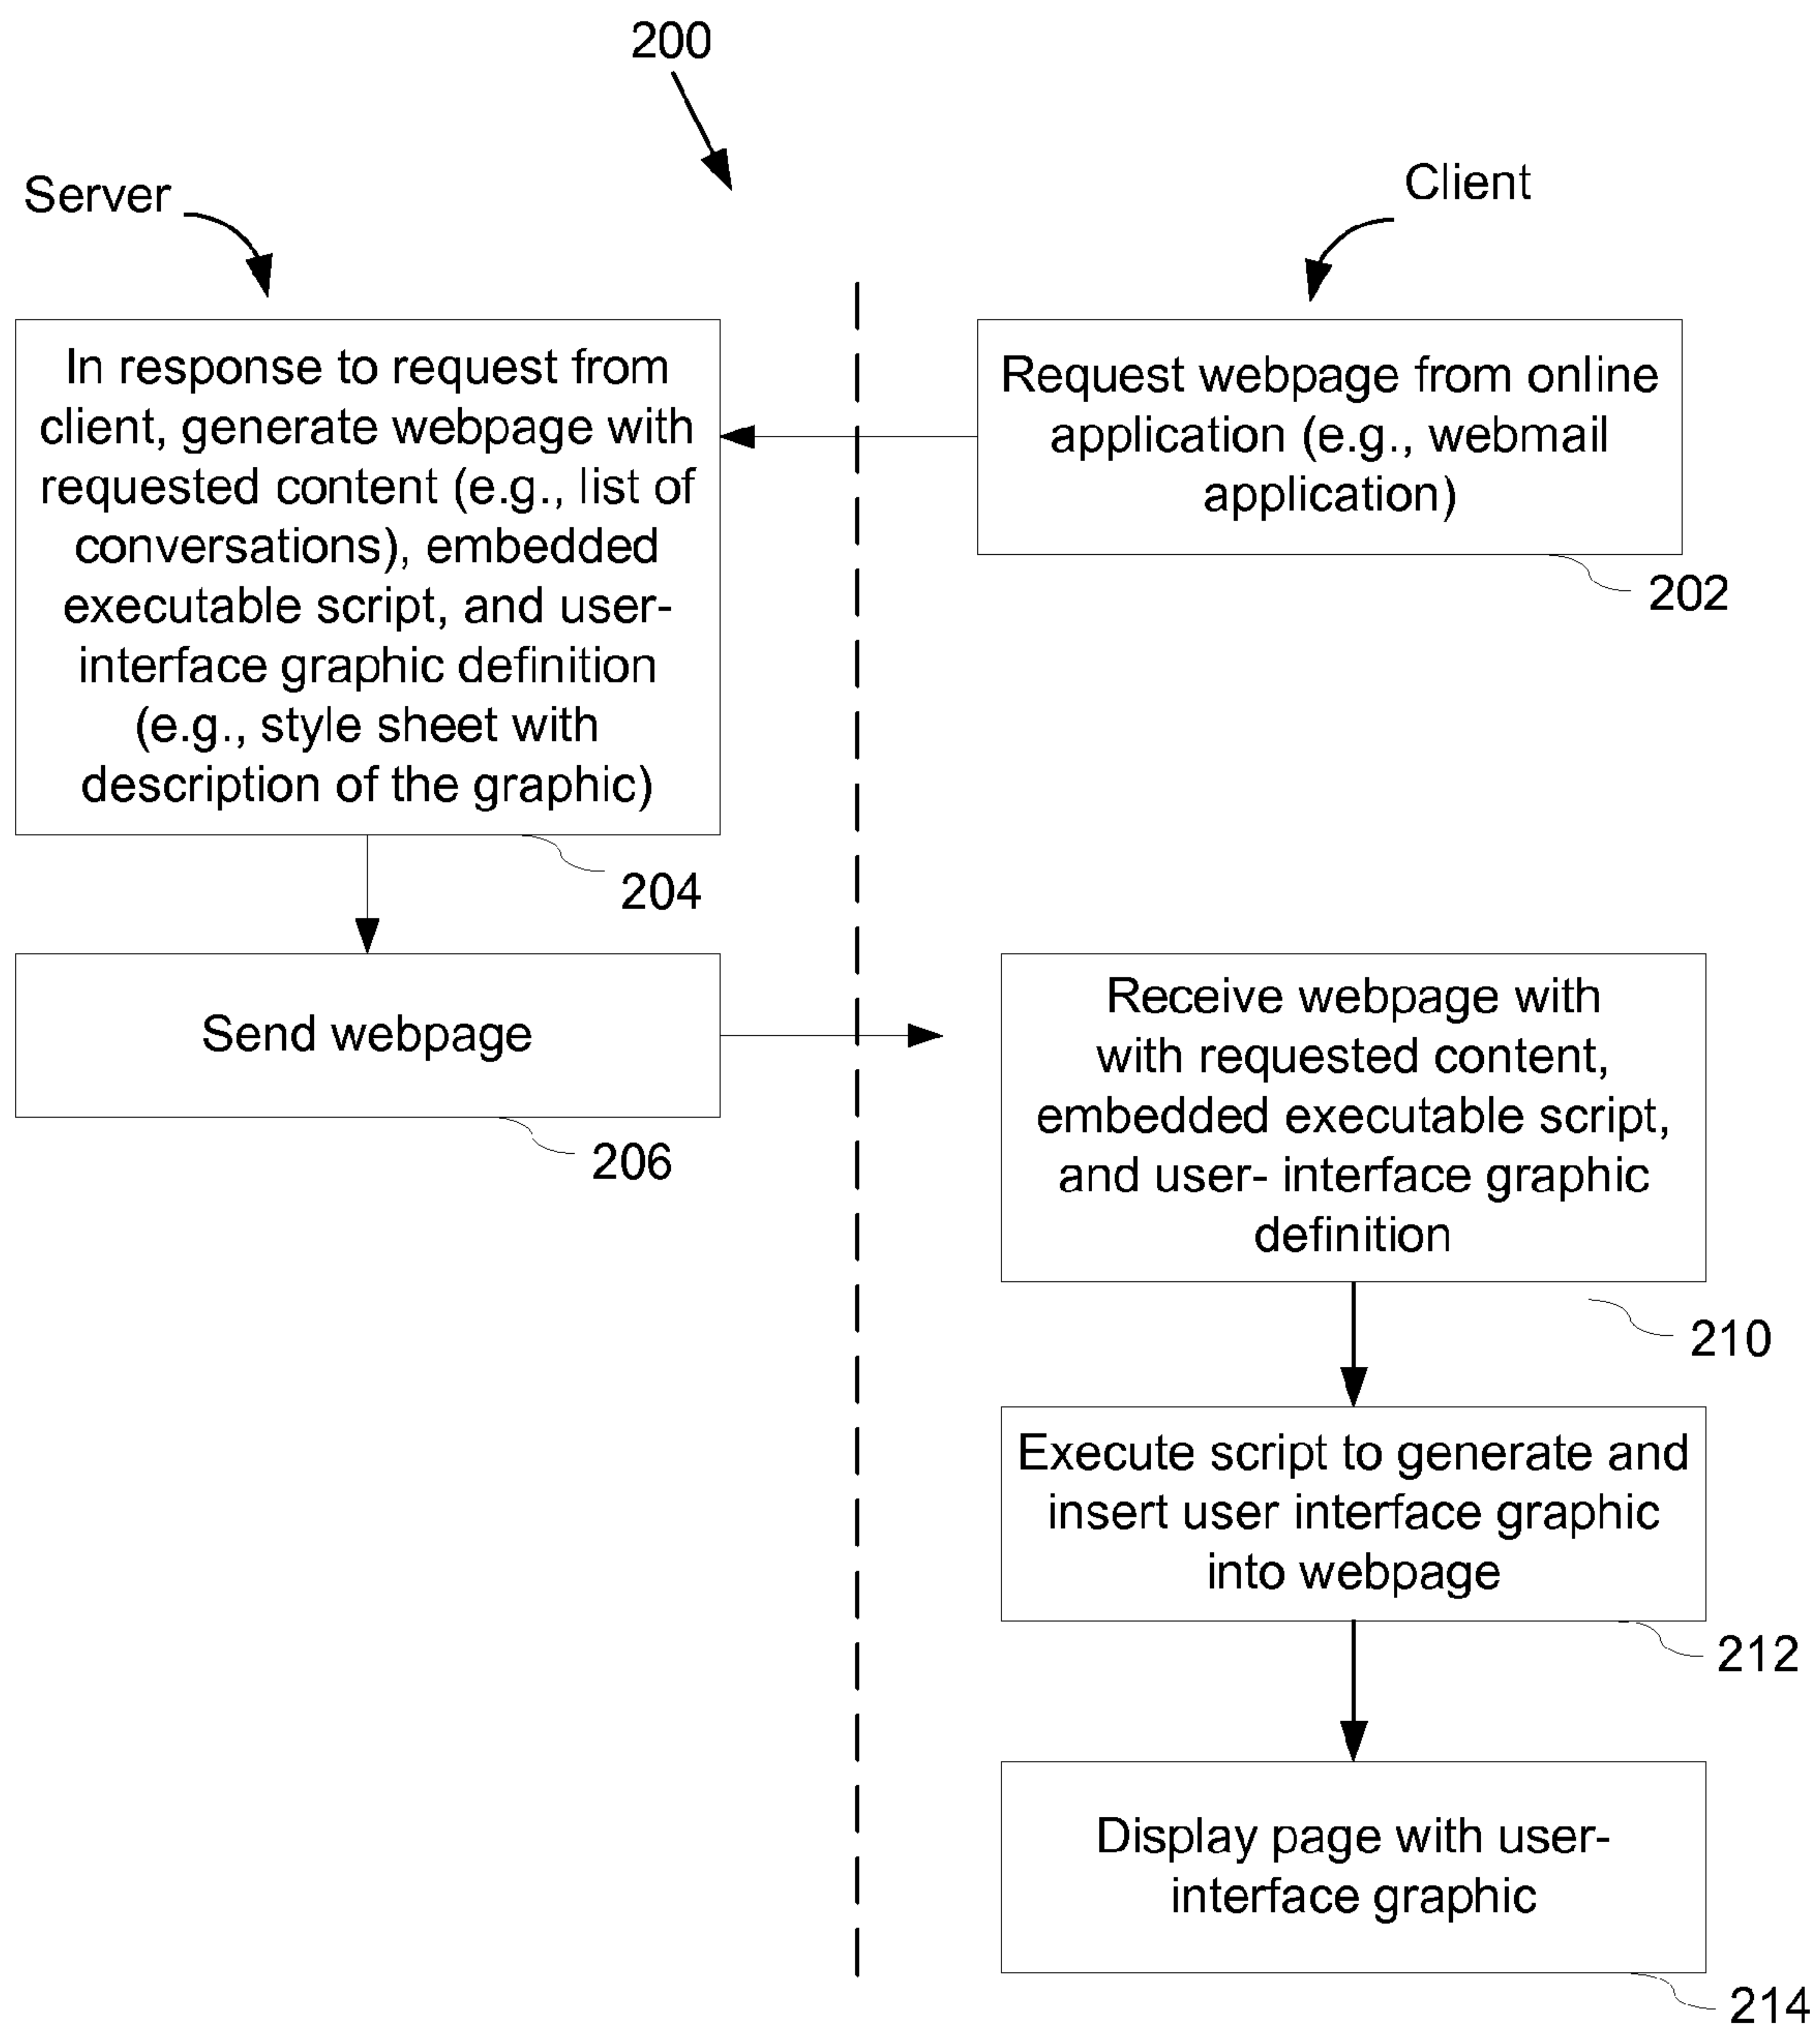 200
Server
Client
In response to request from
client, generate webpage with
requested content (e.g., list of
conversations), embedded
executable script, and user-
interface graphic definition
(e.g., style sheet with
description of the graphic)
204
Request webpage from online
application (e.g., webmail
application)
202
Send webpage
206
Receive webpage with
with requested content,
embedded executable script,
and user- interface graphic
definition
210
Execute script to generate and
insert user interface graphic
into webpage
212
Display page with user-
interface graphic
214